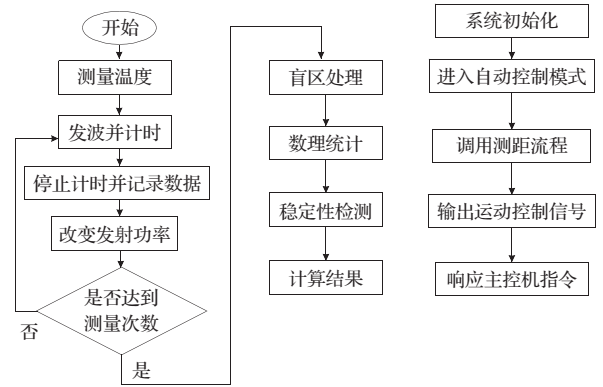 开始
测量温度
发波并计时
停止计时并记录数据
改变发射功率
是否达到
测量次数
否
是
盲区处理
数理统计
稳定性检测
计算结果
系统初始化
进入自动控制模式
调用测距流程
输出运动控制信号
响应主控机指令